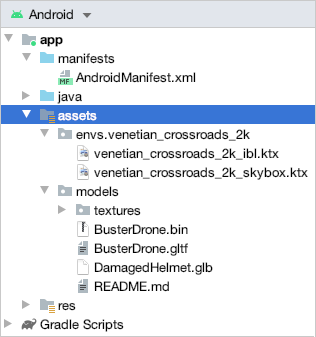 Android
app
manifests
MF
AndroidManifest.xml
java
assets
envs.venetian_crossroads_2k
venetian_crossroads_2k_ibl.ktx
venetian_crossroads_2k_skybox.ktx
models
textures
BusterDrone.bin
BusterDrone.gltf
DamagedHelmet.glb
README.md
res
Gradle Scripts